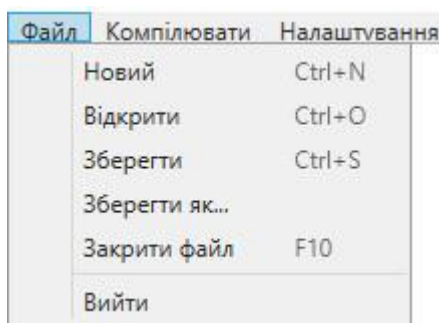 Файл Компілювати Налаштування
Новий Ctrl+N
Відкрити Ctrl+O
Зберегти Ctrl+S
Зберегти як...
Закрити файл F10
Вийти